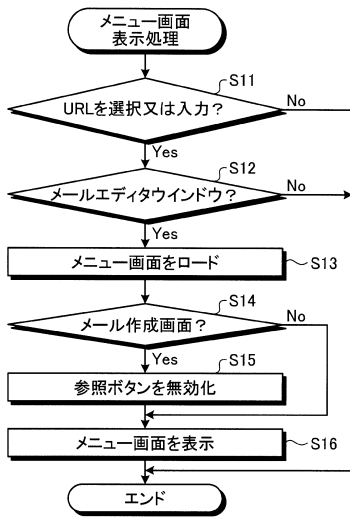 メニュー画面
表示処理
S11
URLを選択又は入力？
No
Yes
S12
メールエディタウインドウ？
No
Yes
メニュー画面をロード
S13
S14
メール作成画面？
No
Yes
S15
参照ボタンを無効化
メニュー画面を表示
S16
エンド